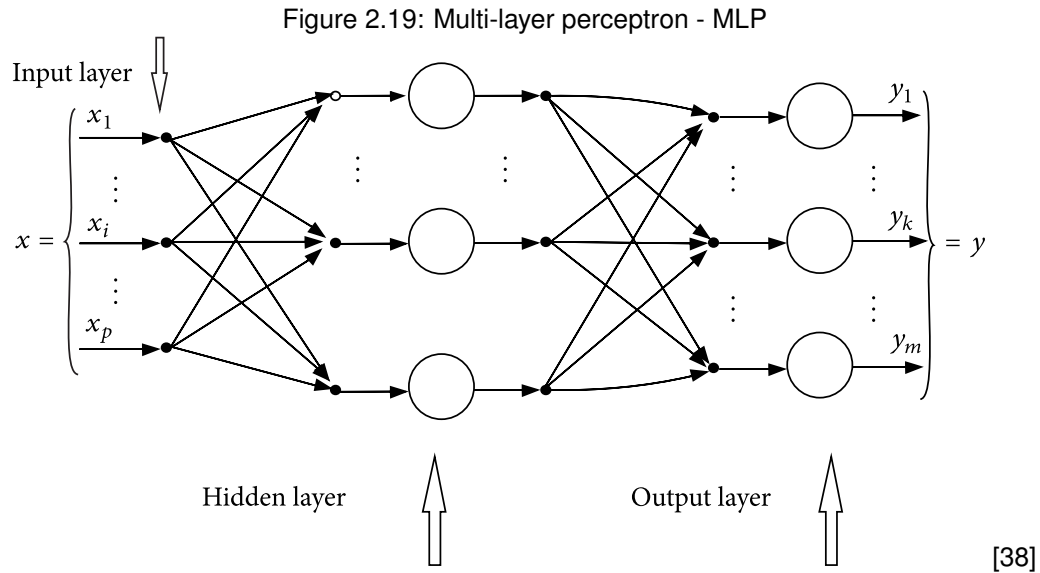 Figure 2.19: Multi-layer perceptron - MLP
Input layer
x₁
⋮
x =
xᵢ
⋮
xₚ
⋮
⋮
y₁
⋮
⋮
yₖ
= y
⋮
⋮
yₘ
Hidden layer
Output layer
[38]